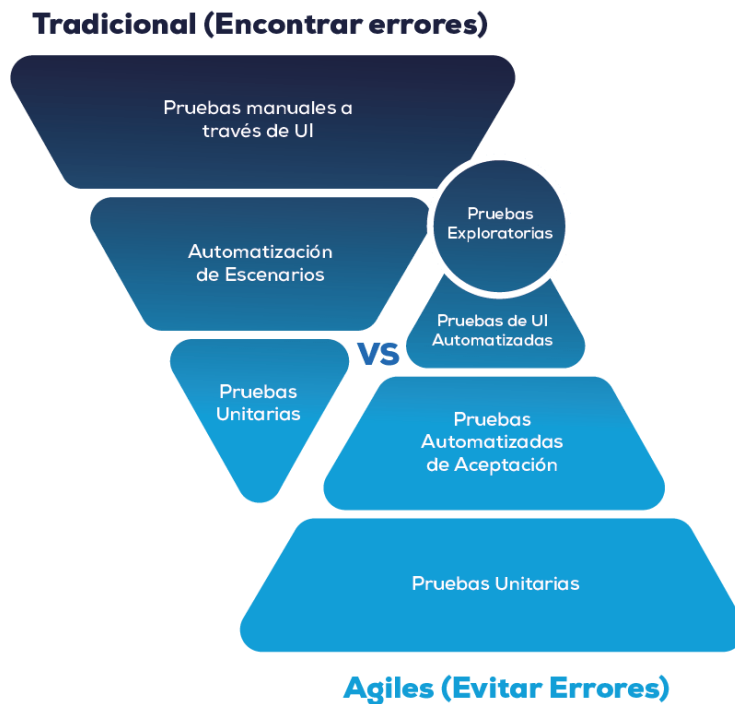 Tradicional (Encontrar errores)
Pruebas manuales a
través de UI
Automatización
de Escenarios
Pruebas
Unitarias
VS
Pruebas
Exploratorias
Pruebas de UI
Automatizadas
Pruebas
Automatizadas
de Aceptación
Pruebas Unitarias
Agiles (Evitar Errores)